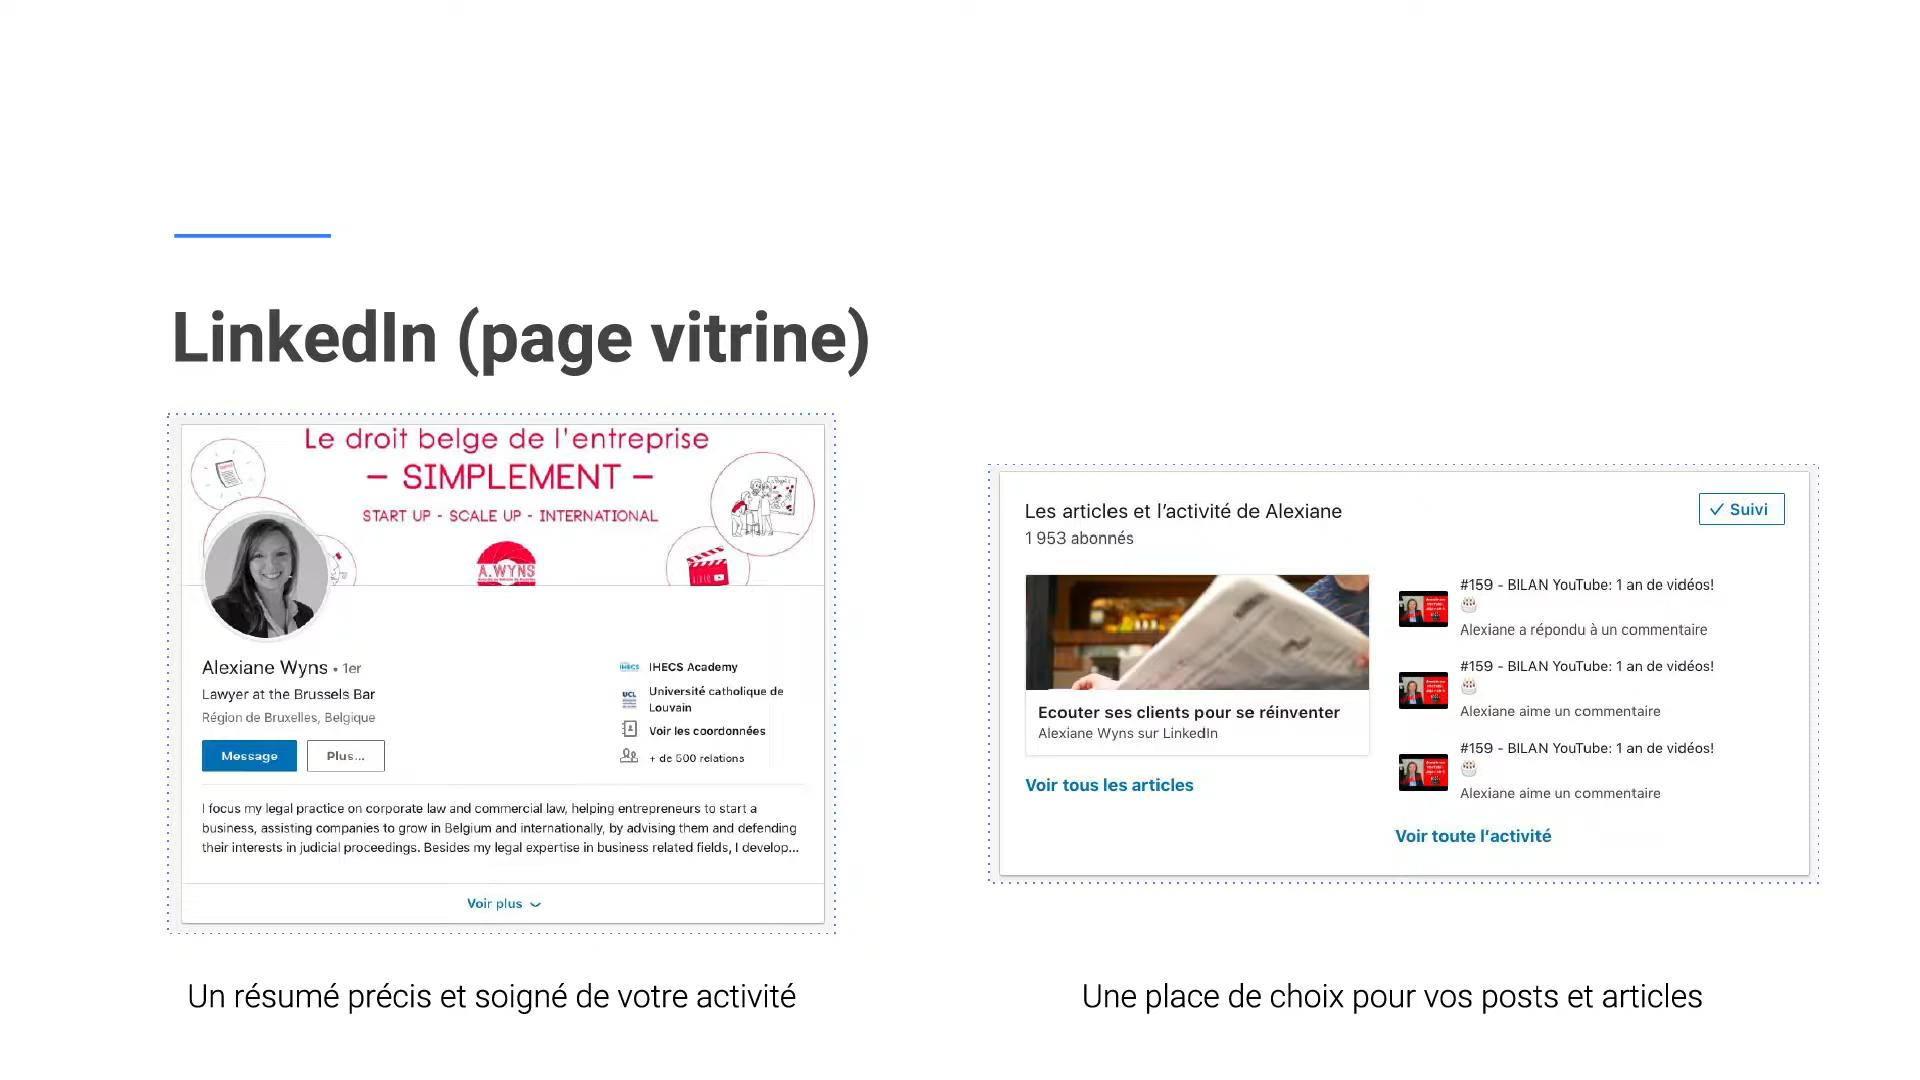 LinkedIn (page vitrine)
Le droit belge de l'entreprise
– SIMPLEMENT –
START UP - SCALE UP - INTERNATIONAL
A.WYNS
Alexiane Wyns • 1er
Lawyer at the Brussels Bar
Région de Bruxelles, Belgique
Message
Plus...
IHECS
IHECS Academy
UCL
Université catholique de
Louvain
Voir les coordonnées
+ de 500 relations
I focus my legal practice on corporate law and commercial law, helping entrepreneurs to start a
business, assisting companies to grow in Belgium and internationally, by advising them and defending
their interests in judicial proceedings. Besides my legal expertise in business related fields, I develop...
Voir plus
Un résumé précis et soigné de votre activité
Les articles et l'activité de Alexiane
1 953 abonnés
Suivi
Ecouter ses clients pour se réinventer
Alexiane Wyns sur LinkedIn
Voir tous les articles
#159 - BILAN YouTube: 1 an de vidéos!
Alexiane a répondu à un commentaire
#159 - BILAN YouTube: 1 an de vidéos!
Alexiane aime un commentaire
#159 - BILAN YouTube: 1 an de vidéos!
Alexiane aime un commentaire
Voir toute l'activité
Une place de choix pour vos posts et articles